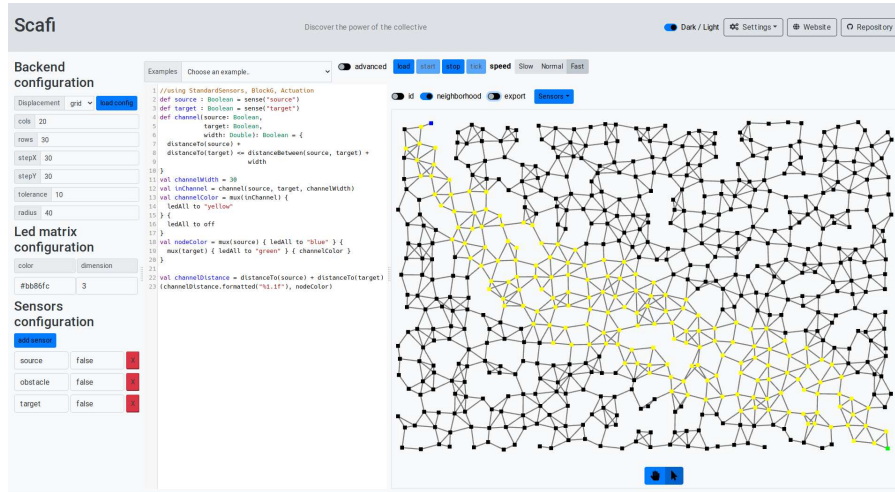 Scafi
Discover the power of the collective
Dark / Light
Settings
Website
Repository
Backend configuration
Displacement grid load config
cols 20
rows 30
stepX 30
stepY 30
tolerance 10
radius 40
Led matrix configuration
color dimension
#bb86fc 3
Sensors configuration
add sensor
source false X
obstacle false X
target false X
Examples Choose an example.. advanced load start stop tick speed Slow Normal Fast
id neighborhood export Sensors
1 //using StandardSensors, BlockG, Actuation
2 def source : Boolean = sense("source")
3 def target : Boolean = sense("target")
4 def channel(source: Boolean,
5 target: Boolean,
6 width: Double): Boolean = {
7 distanceTo(source) +
8 distanceTo(target) <= distanceBetween(source, target) +
9 width
10 }
11 val channelWidth = 30
12 val inChannel = channel(source, target, channelWidth)
13 val channelColor = mux(inChannel) {
14 ledAll to "yellow"
15 } {
16 ledAll to off
17 }
18 val nodeColor = mux(source) { ledAll to "blue" } {
19 mux(target) { ledAll to "green" } { channelColor }
20 }
21
22 val channelDistance = distanceTo(source) + distanceTo(target)
23 (channelDistance.formatted("%1.1f"), nodeColor)